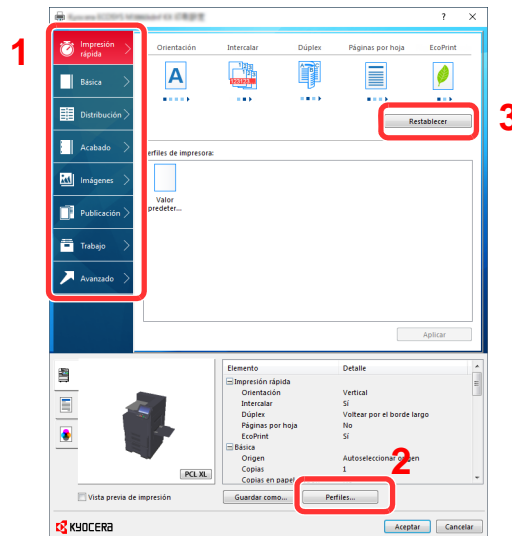 ? ×
1
Impresión
rápida
Básica
Distribución
Acabado
Imágenes
Publicación
Trabajo
Avanzado
Orientación Intercalar Dúplex Páginas por hoja EcoPrint
A
Restablecer
3
erfiles de impresora:
Valor
predeter...
Aplicar
Elemento Detalle
Impresión rápida
Orientación Vertical
Intercalar Sí
Dúplex Voltear por el borde largo
Páginas por hoja No
EcoPrint Sí
Básica
Origen Autoseleccionar origen
Copias 1
Copias en papel
2
PCL XL
Vista previa de impresión
Guardar como...
Perfiles...
KYOCERA
Aceptar
Cancelar